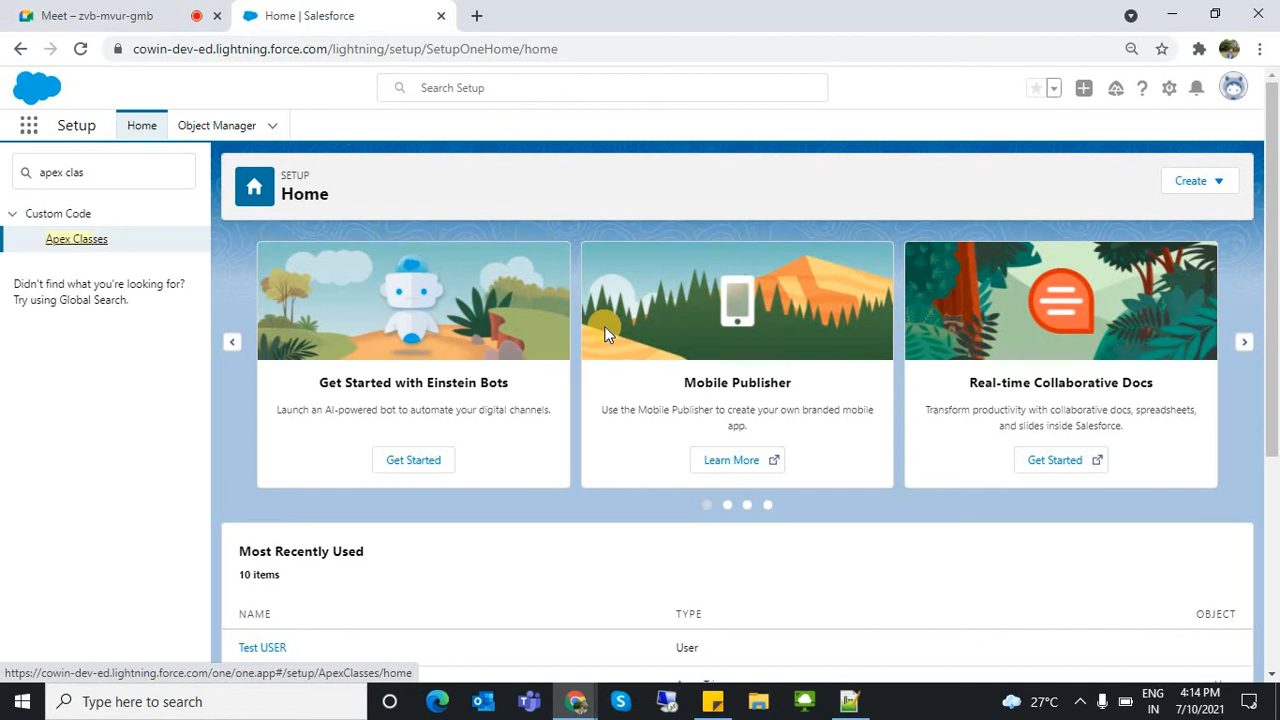 Meet – zvb-mvur-gmb
Home | Salesforce
cowin-dev-ed.lightning.force.com/lightning/setup/SetupOneHome/home
Search Setup
Setup
Home
Object Manager
apex clas
Custom Code
Apex Classes
Didn't find what you're looking for?
Try using Global Search.
SETUP
Home
Create
Get Started with Einstein Bots
Launch an AI-powered bot to automate your digital channels.
Get Started
Mobile Publisher
Use the Mobile Publisher to create your own branded mobile
app.
Learn More
Real-time Collaborative Docs
Transform productivity with collaborative docs, spreadsheets,
and slides inside Salesforce.
Get Started
Most Recently Used
10 items
NAME TYPE OBJECT
Test USER User
https://cowin-dev-ed.lightning.force.com/one/one.app#/setup/ApexClasses/home
Type here to search
27°C
ENG
IN
4:14 PM
7/10/2021